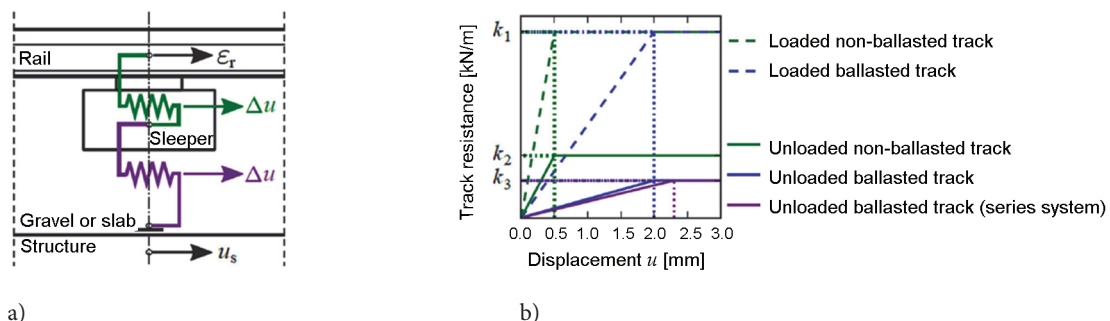 Rail
εr
Δu
Sleeper
Δu
Gravel or slab
Structure
us
a)
Track resistance [kN/m]
k1
k2
k3
0.0 0.5 1.0 1.5 2.0 2.5 3.0
Displacement u [mm]
Loaded non-ballasted track
Loaded ballasted track
Unloaded non-ballasted track
Unloaded ballasted track
Unloaded ballasted track (series system)
b)